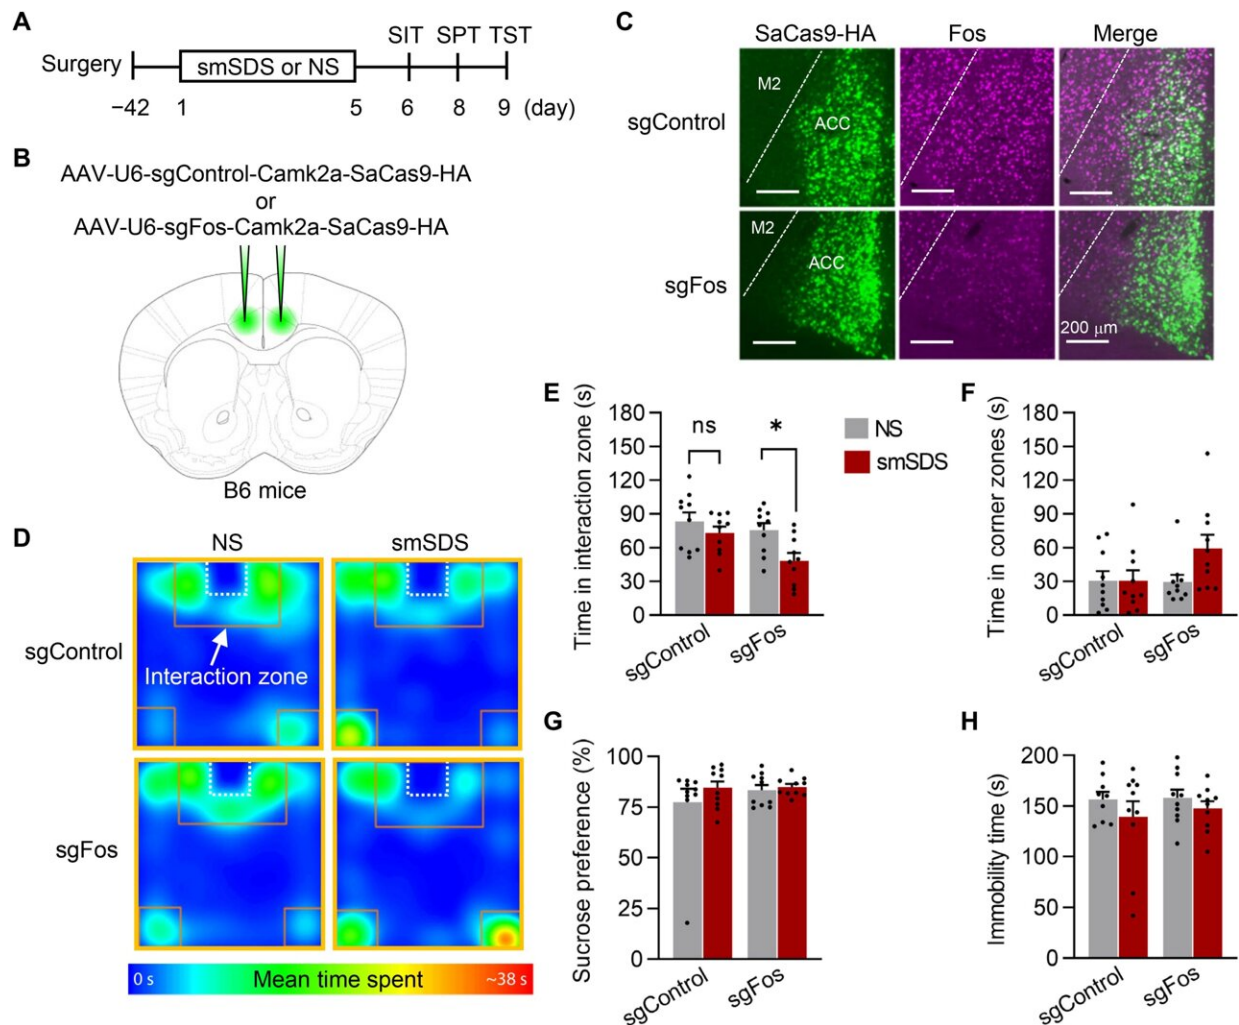 A
SIT SPT TST
Surgery smSDS or NS
−42 1 5 6 8 9 (day)
B
AAV-U6-sgControl-Camk2a-SaCas9-HA
or
AAV-U6-sgFos-Camk2a-SaCas9-HA
B6 mice
C
SaCas9-HA Fos Merge
sgControl
M2
ACC
sgFos
M2
ACC
200 μm
D
NS smSDS
sgControl
Interaction zone
sgFos
0 s Mean time spent ~38 s
E
Time in interaction zone (s)
180
150
120
90
60
30
0
ns *
sgControl sgFos
NS
smSDS
F
Time in corner zones (s)
180
150
120
90
60
30
0
sgControl sgFos
G
Sucrose preference (%)
100
75
50
25
0
sgControl sgFos
H
Immobility time (s)
200
150
100
50
0
sgControl sgFos